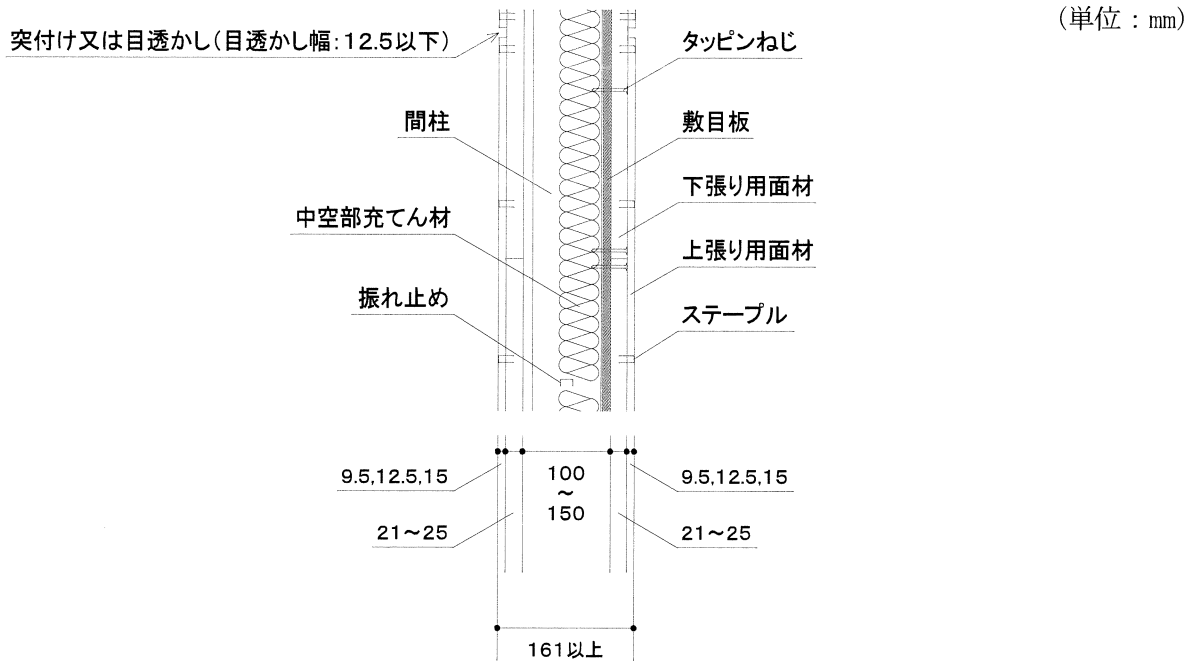 (単位：mm)
突付け又は目透かし(目透かし幅：12.5以下)
タッピンねじ
間柱
敷目板
下張り用面材
中空部充てん材
上張り用面材
振れ止め
ステープル
9.5,12.5,15
100
～
150
9.5,12.5,15
21～25
21～25
161以上